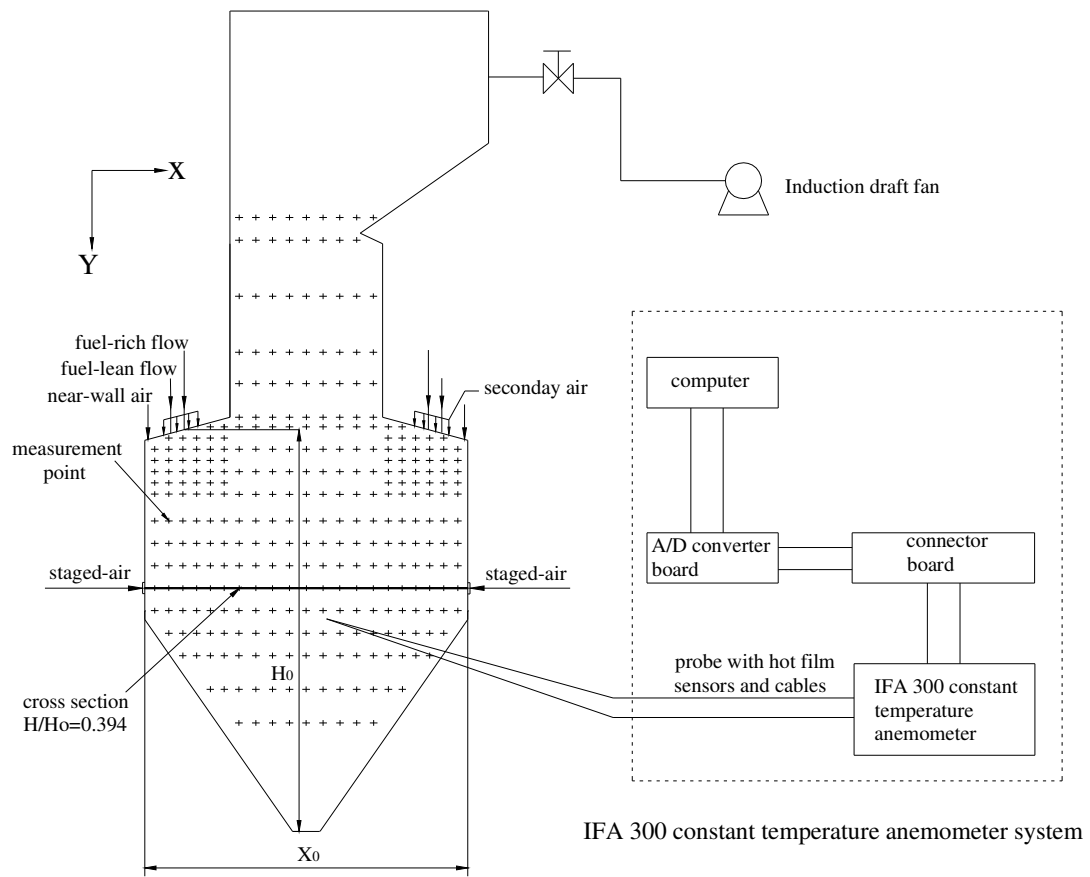 X
Y
Induction draft fan
fuel-rich flow
fuel-lean flow
near-wall air
seconday air
measurement
point
staged-air
staged-air
cross section
H/Ho=0.394
H0
X0
computer
A/D converter
board
connector
board
probe with hot film
sensors and cables
IFA 300 constant
temperature
anemometer
IFA 300 constant temperature anemometer system